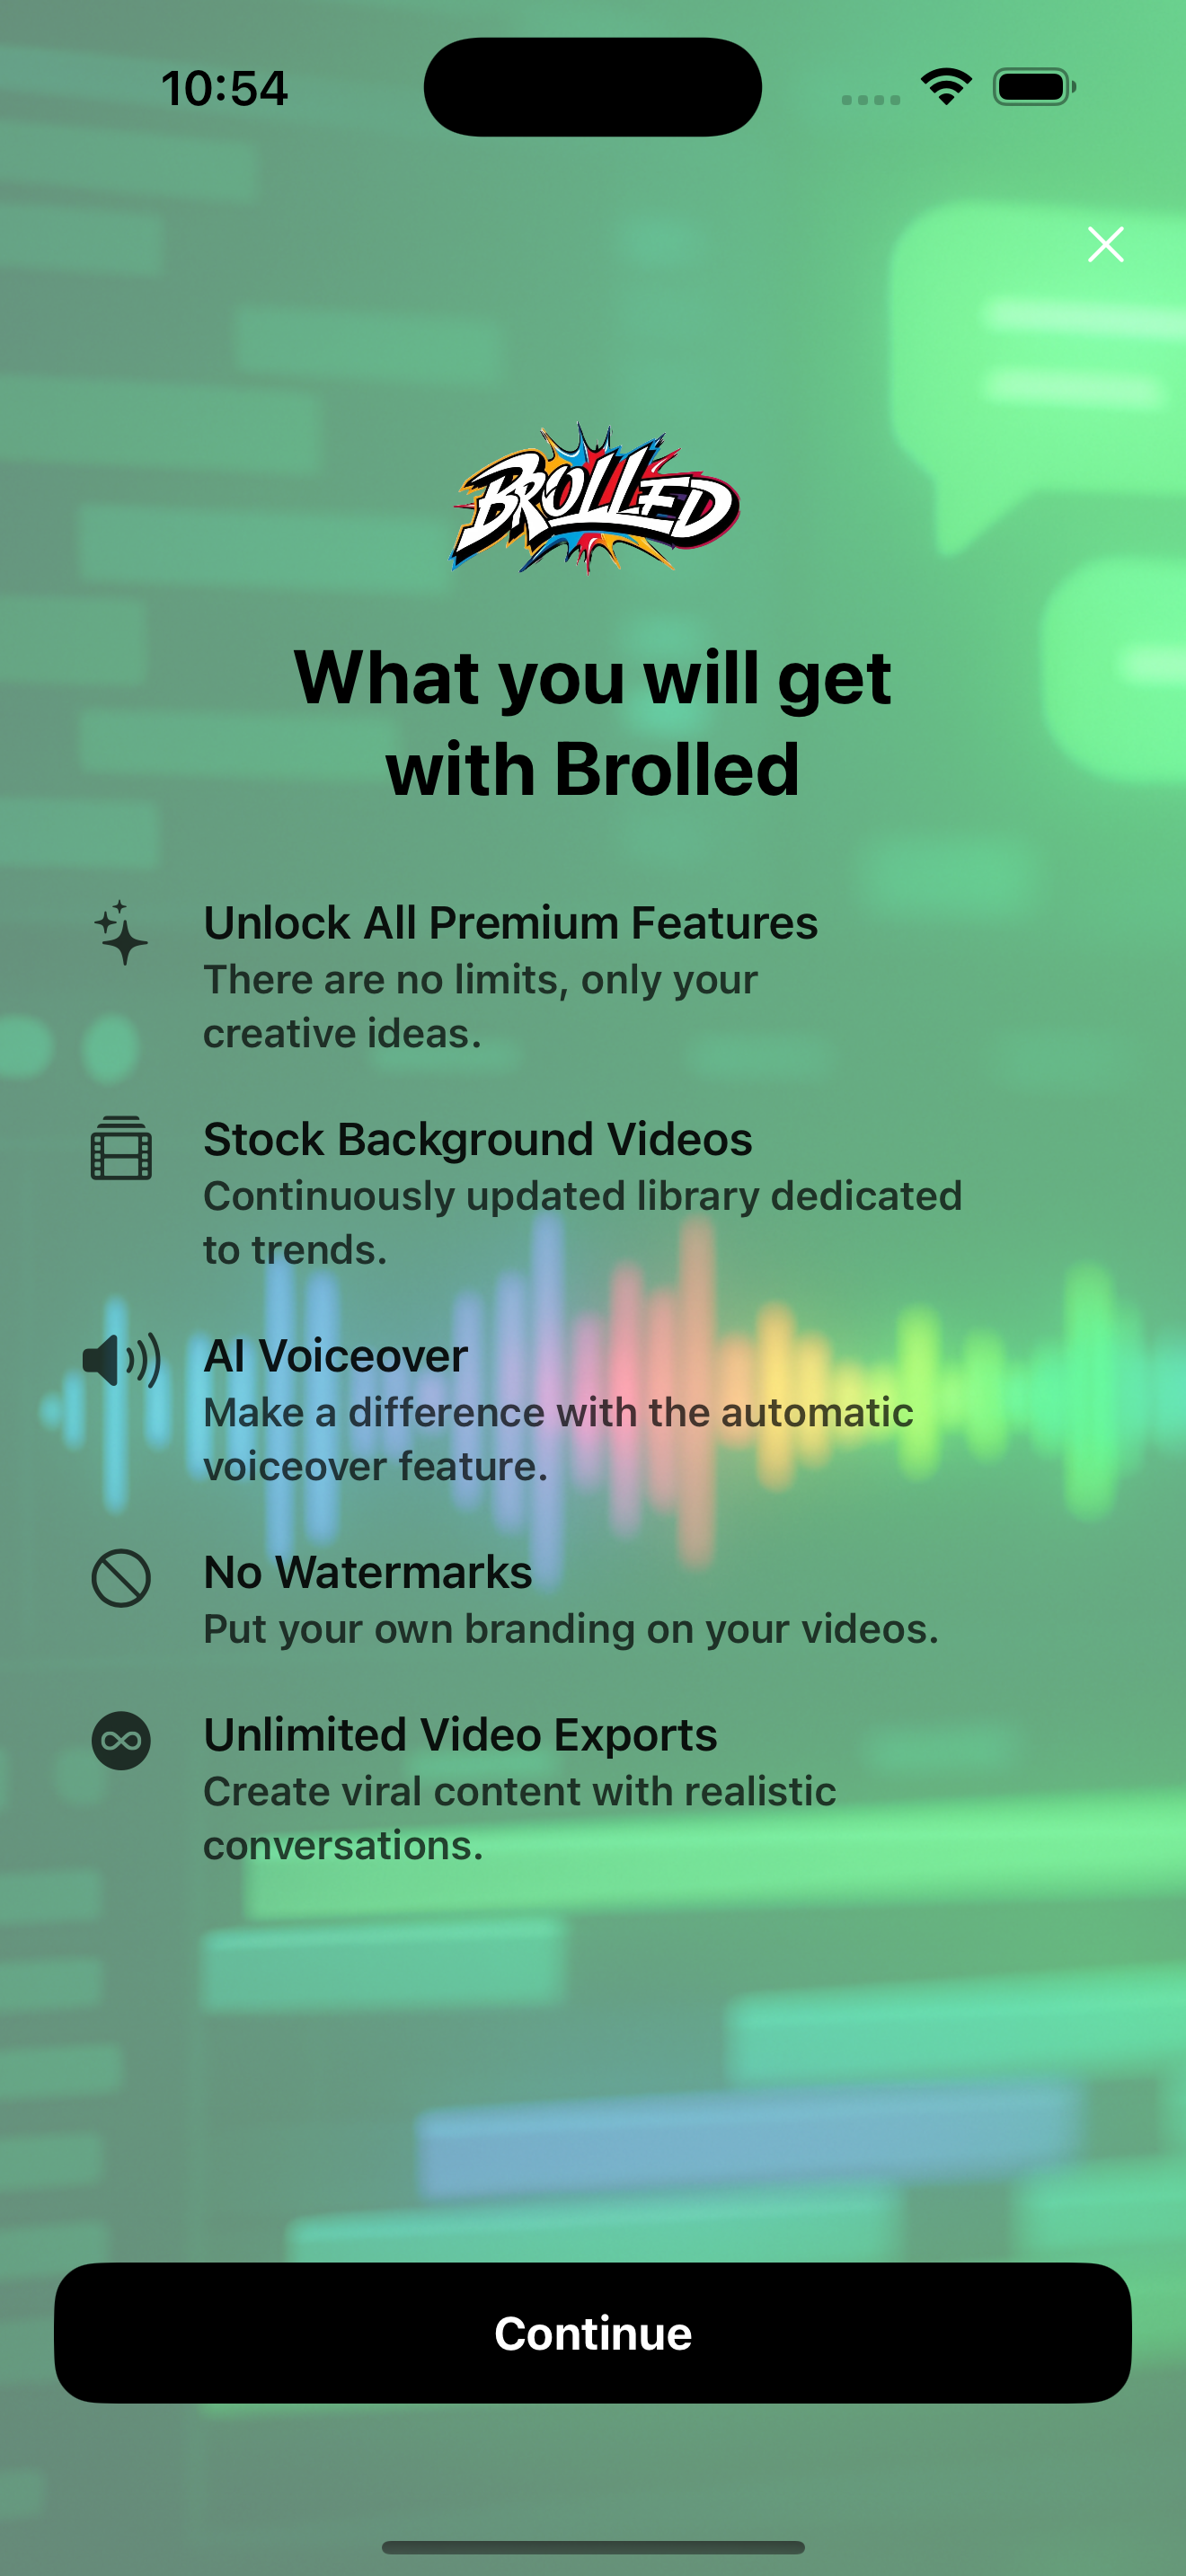 10:54
BROLLED
What you will get
with Brolled
Unlock All Premium Features
There are no limits, only your
creative ideas.
Stock Background Videos
Continuously updated library dedicated
to trends.
AI Voiceover
Make a difference with the automatic
voiceover feature.
No Watermarks
Put your own branding on your videos.
Unlimited Video Exports
Create viral content with realistic
conversations.
Continue